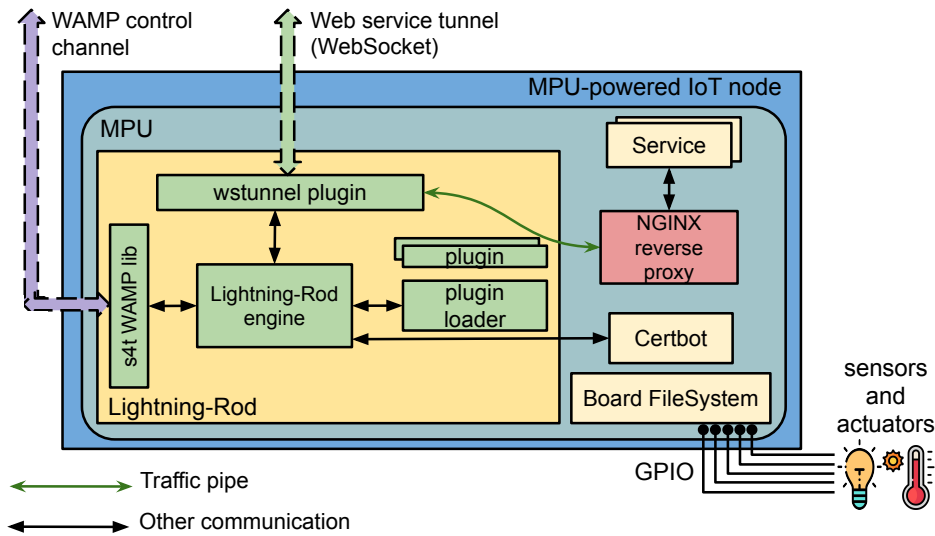 WAMP control
channel
Web service tunnel
(WebSocket)
MPU-powered IoT node
MPU
Service
wstunnel plugin
NGINX
reverse
proxy
s4t WAMP lib
plugin
Lightning-Rod
engine
plugin
loader
Certbot
Lightning-Rod
Board FileSystem
sensors
and
actuators
GPIO
Traffic pipe
Other communication